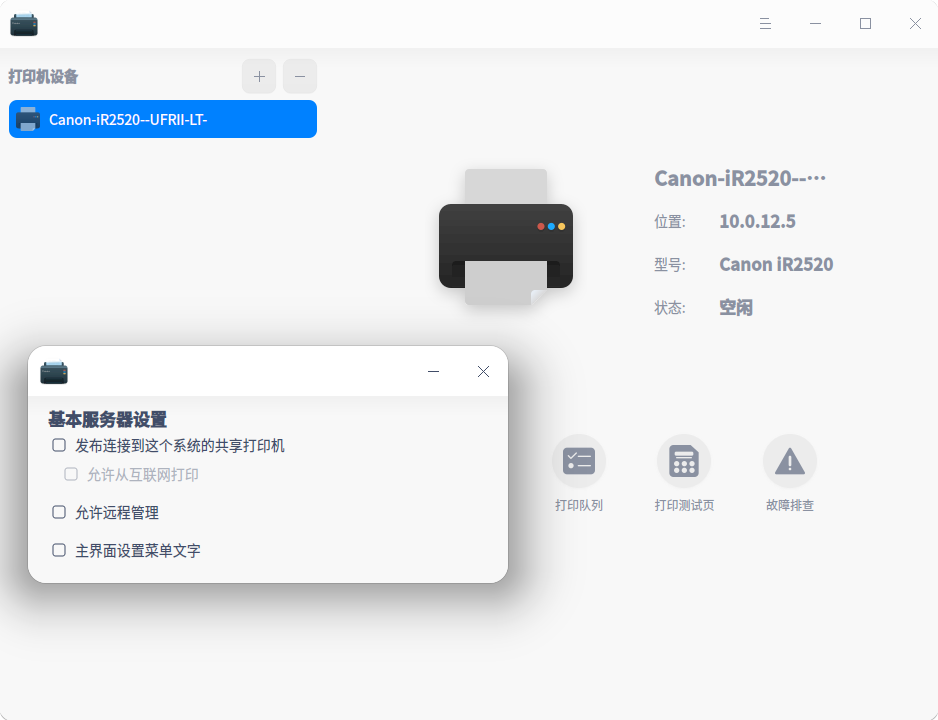 打印机设备
Canon-iR2520--UFRII-LT-
Canon-iR2520--···
位置: 10.0.12.5
型号: Canon iR2520
状态: 空闲
基本服务器设置
发布连接到这个系统的共享打印机
允许从互联网打印
允许远程管理
主界面设置菜单文字
打印队列 打印测试页 故障排查